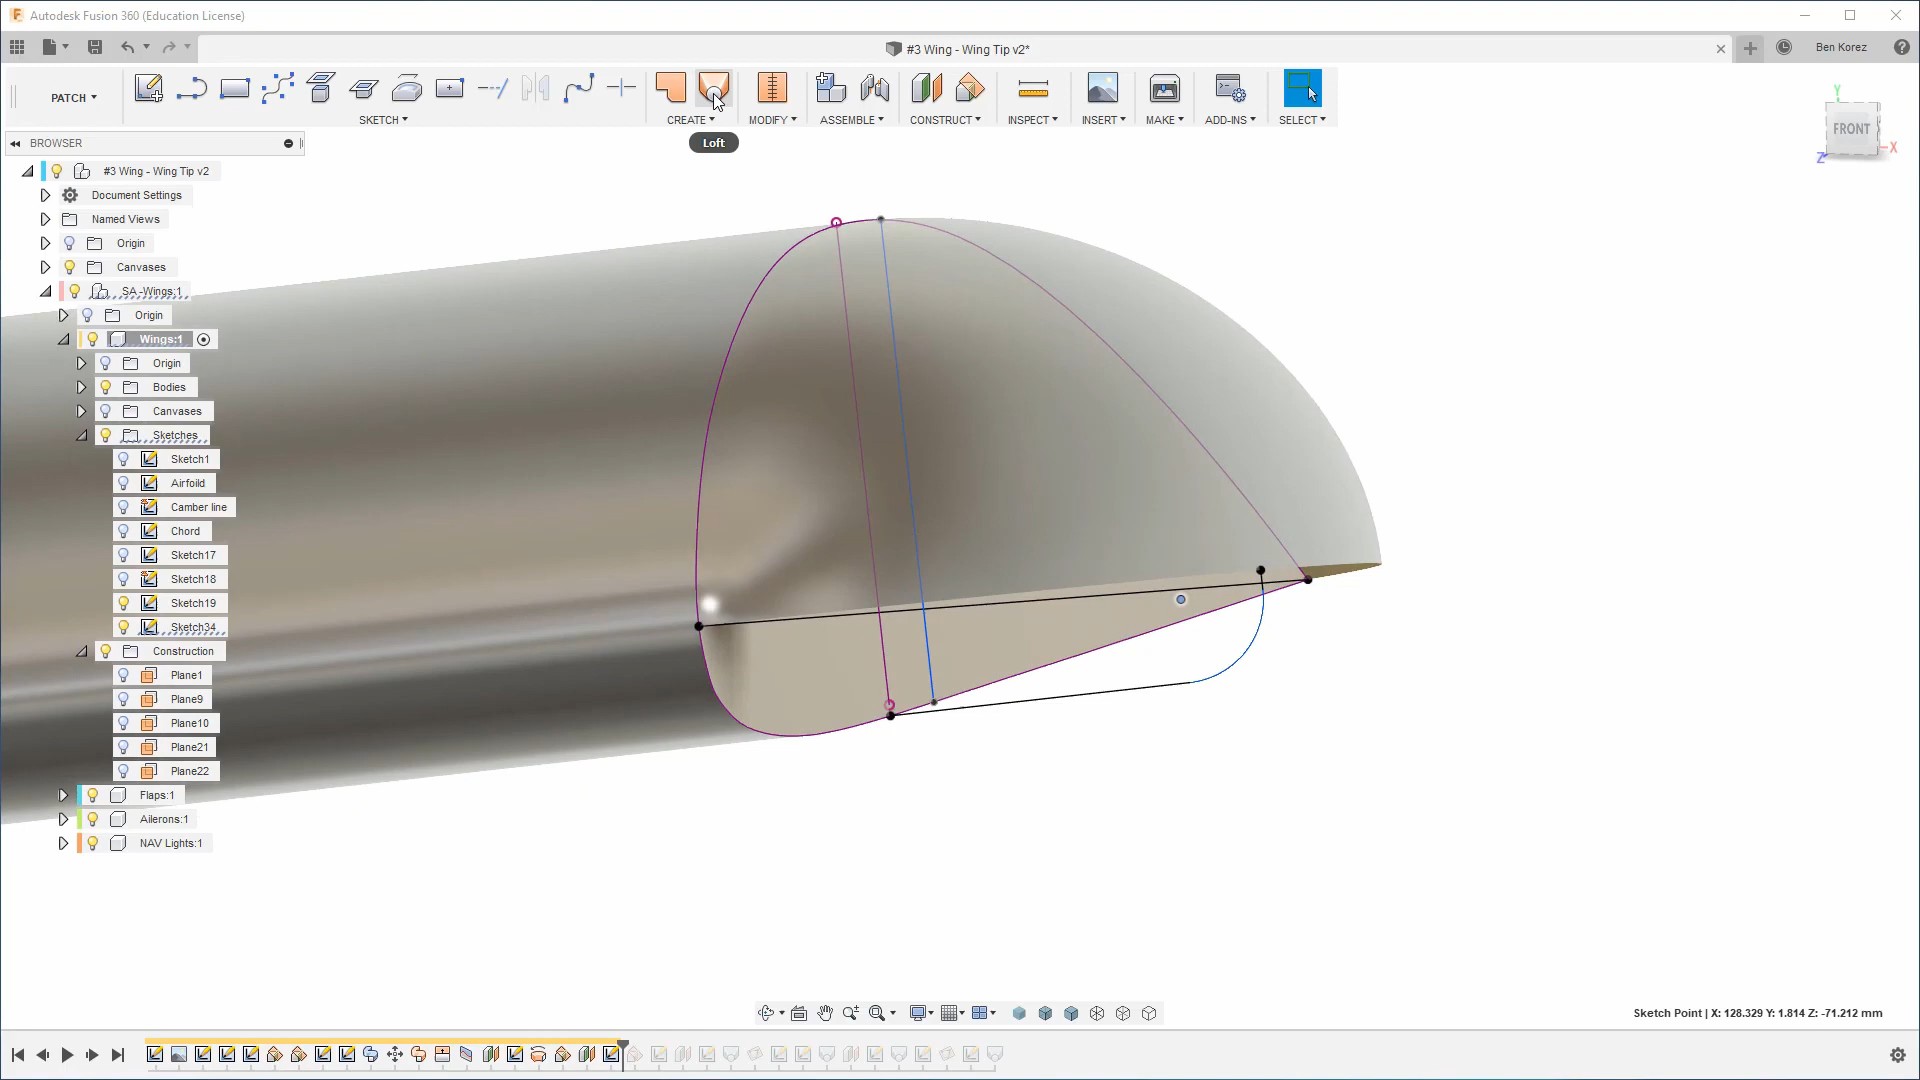 Autodesk Fusion 360 (Education License)
#3 Wing - Wing Tip v2*
Ben Korez
PATCH
SKETCH
CREATE
MODIFY
ASSEMBLE
CONSTRUCT
INSPECT
INSERT
MAKE
ADD-INS
SELECT
Loft
BROWSER
#3 Wing - Wing Tip v2
Document Settings
Named Views
Origin
Canvases
SA -Wings:1
Origin
Wings:1
Origin
Bodies
Canvases
Sketches
Sketch1
Airfoild
Camber line
Chord
Sketch17
Sketch18
Sketch19
Sketch34
Construction
Plane1
Plane9
Plane10
Plane21
Plane22
Flaps:1
Ailerons:1
NAV Lights:1
Y
FRONT
X
Z
Sketch Point | X: 128.329 Y: 1.814 Z: -71.212 mm